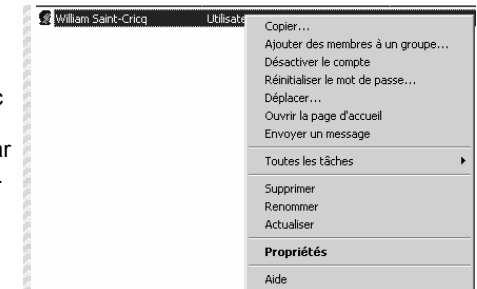 William Saint-Cricq Utilisate
Copier...
Ajouter des membres à un groupe...
Désactiver le compte
Réinitialiser le mot de passe...
Déplacer...
Ouvrir la page d'accueil
Envoyer un message
Toutes les tâches
Supprimer
Renommer
Actualiser
Propriétés
Aide